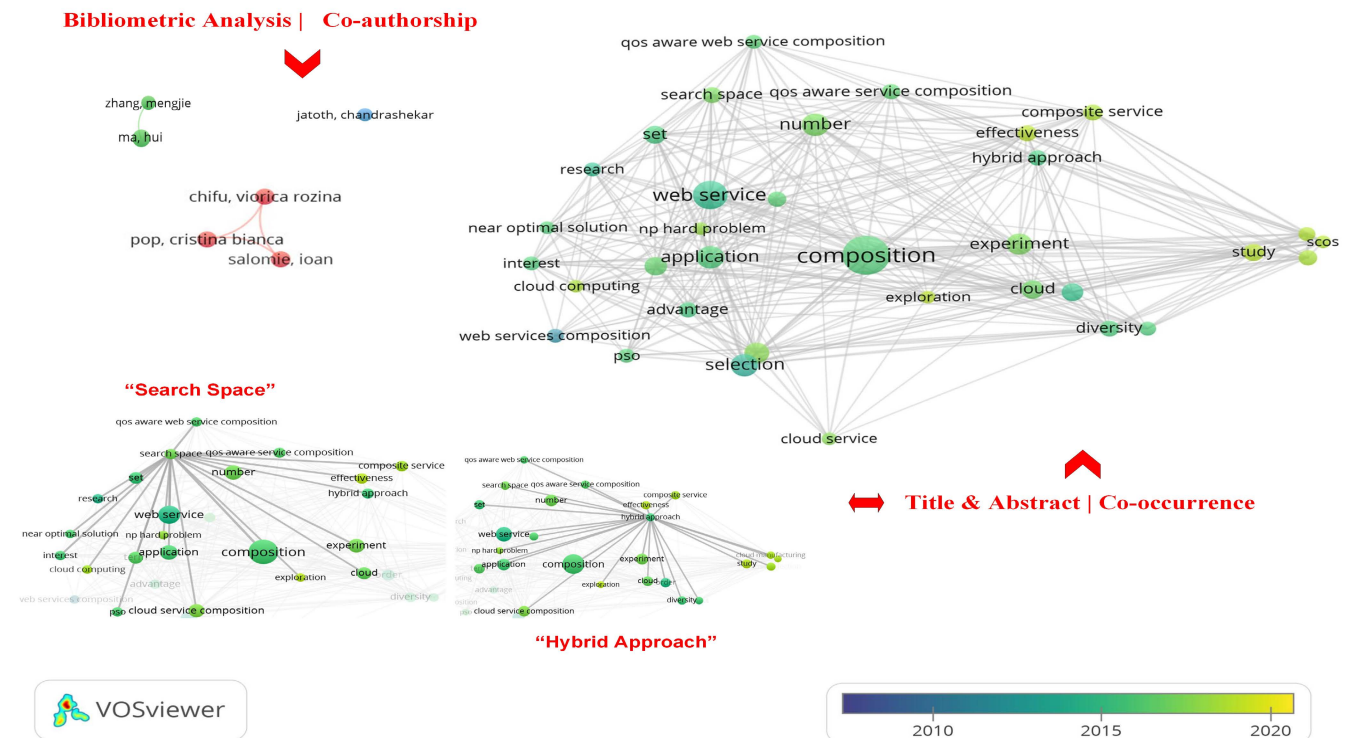 Bibliometric Analysis | Co-authorship
zhang, mengjie
ma, hui
jatoth, chandrashekar
chifu, viorica rozina
pop, cristina bianca
salomie, ioan
qos aware web service composition
search space
qos aware service composition
composite service
number
effectiveness
set
hybrid approach
research
web service
near optimal solution
np hard problem
experiment
scos
study
application
composition
interest
cloud computing
cloud
exploration
advantage
diversity
web services composition
pso
selection
cloud service
“Search Space”
qos aware web service composition
search space
qos aware service composition
composite service
number
effectiveness
set
hybrid approach
research
web service
near optimal solution
np hard problem
experiment
interest
application
composition
cloud computing
cloud
exploration
advantage
web services composition
diversity
pso
cloud service composition
qos aware web service composition
search space
qos aware service composition
composite service
number
effectiveness
set
hybrid approach
web service
np hard problem
cloud manufacturing
application
composition
experiment
study
cloud
exploration
advantage
diversity
cloud service composition
“Hybrid Approach”
Title & Abstract | Co-occurrence
VOSviewer
2010
2015
2020